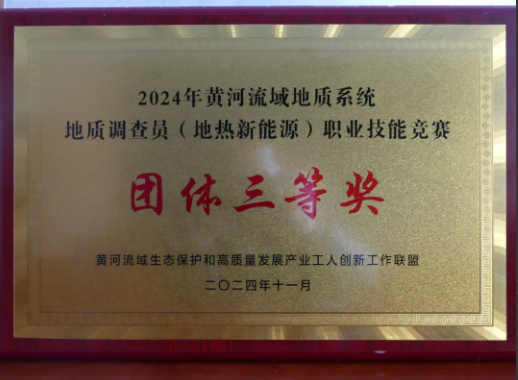 2024年黄河流域地质系统
地质调查员（地热新能源）职业技能竞赛
团体三等奖
黄河流域生态保护和高质量发展产业工人创新工作联盟
二〇二四年十一月